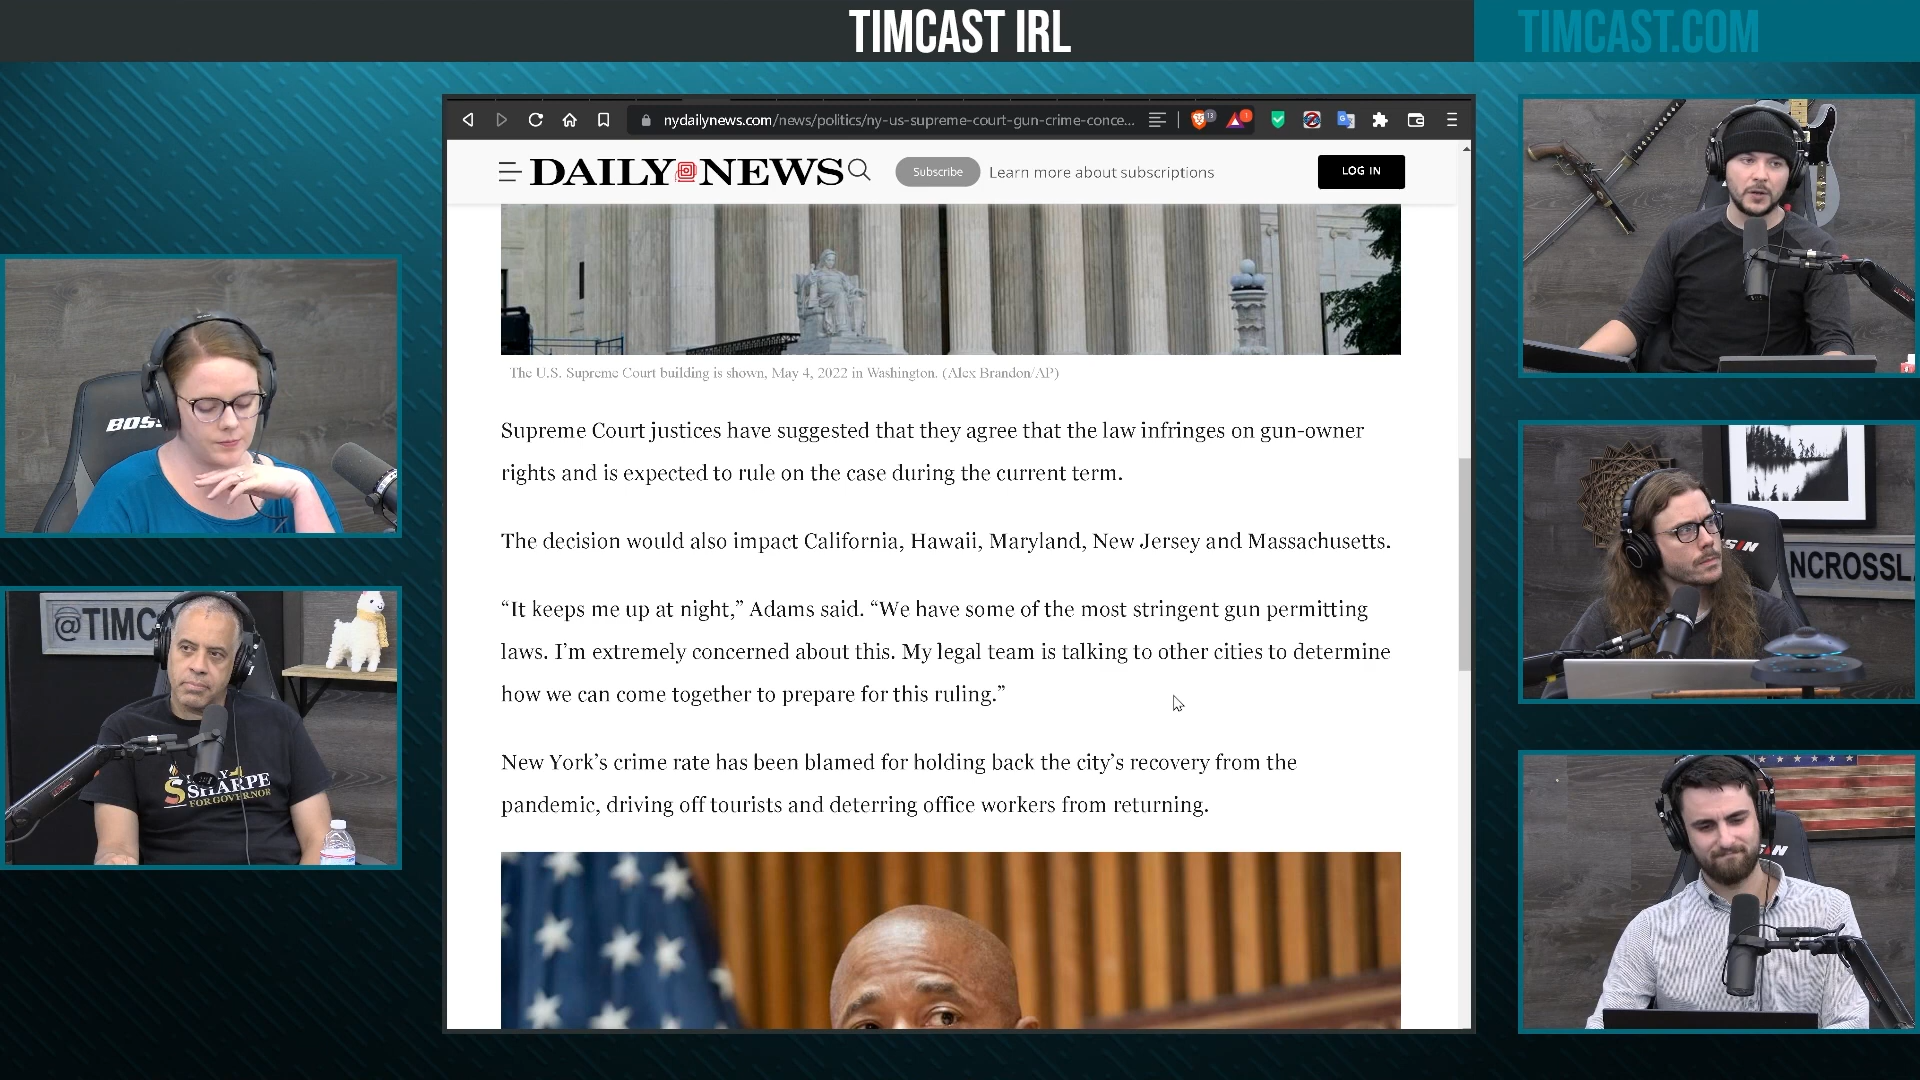 TIMCAST IRL
TIMCAST.COM
nydailynews.com/news/politics/ny-us-supreme-court-gun-crime-conce...
13
1
DAILY NEWS
Subscribe
Learn more about subscriptions
LOG IN
The U.S. Supreme Court building is shown, May 4, 2022 in Washington. (Alex Brandon/AP)
Supreme Court justices have suggested that they agree that the law infringes on gun-owner
rights and is expected to rule on the case during the current term.
The decision would also impact California, Hawaii, Maryland, New Jersey and Massachusetts.
“It keeps me up at night,” Adams said. “We have some of the most stringent gun permitting
laws. I’m extremely concerned about this. My legal team is talking to other cities to determine
how we can come together to prepare for this ruling.”
New York’s crime rate has been blamed for holding back the city’s recovery from the
pandemic, driving off tourists and deterring office workers from returning.
BOSS
@TIMC
SHARPE
FOR GOVERNOR
SIN
NCROSSL